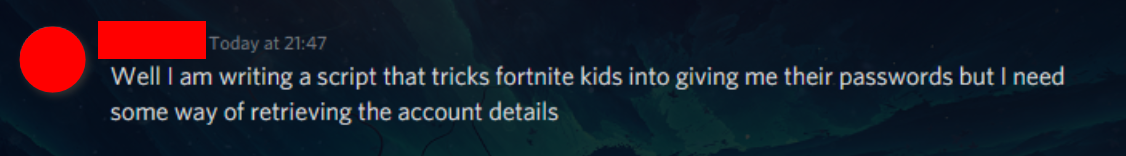 Today at 21:47
Well I am writing a script that tricks fortnite kids into giving me their passwords but I need
some way of retrieving the account details